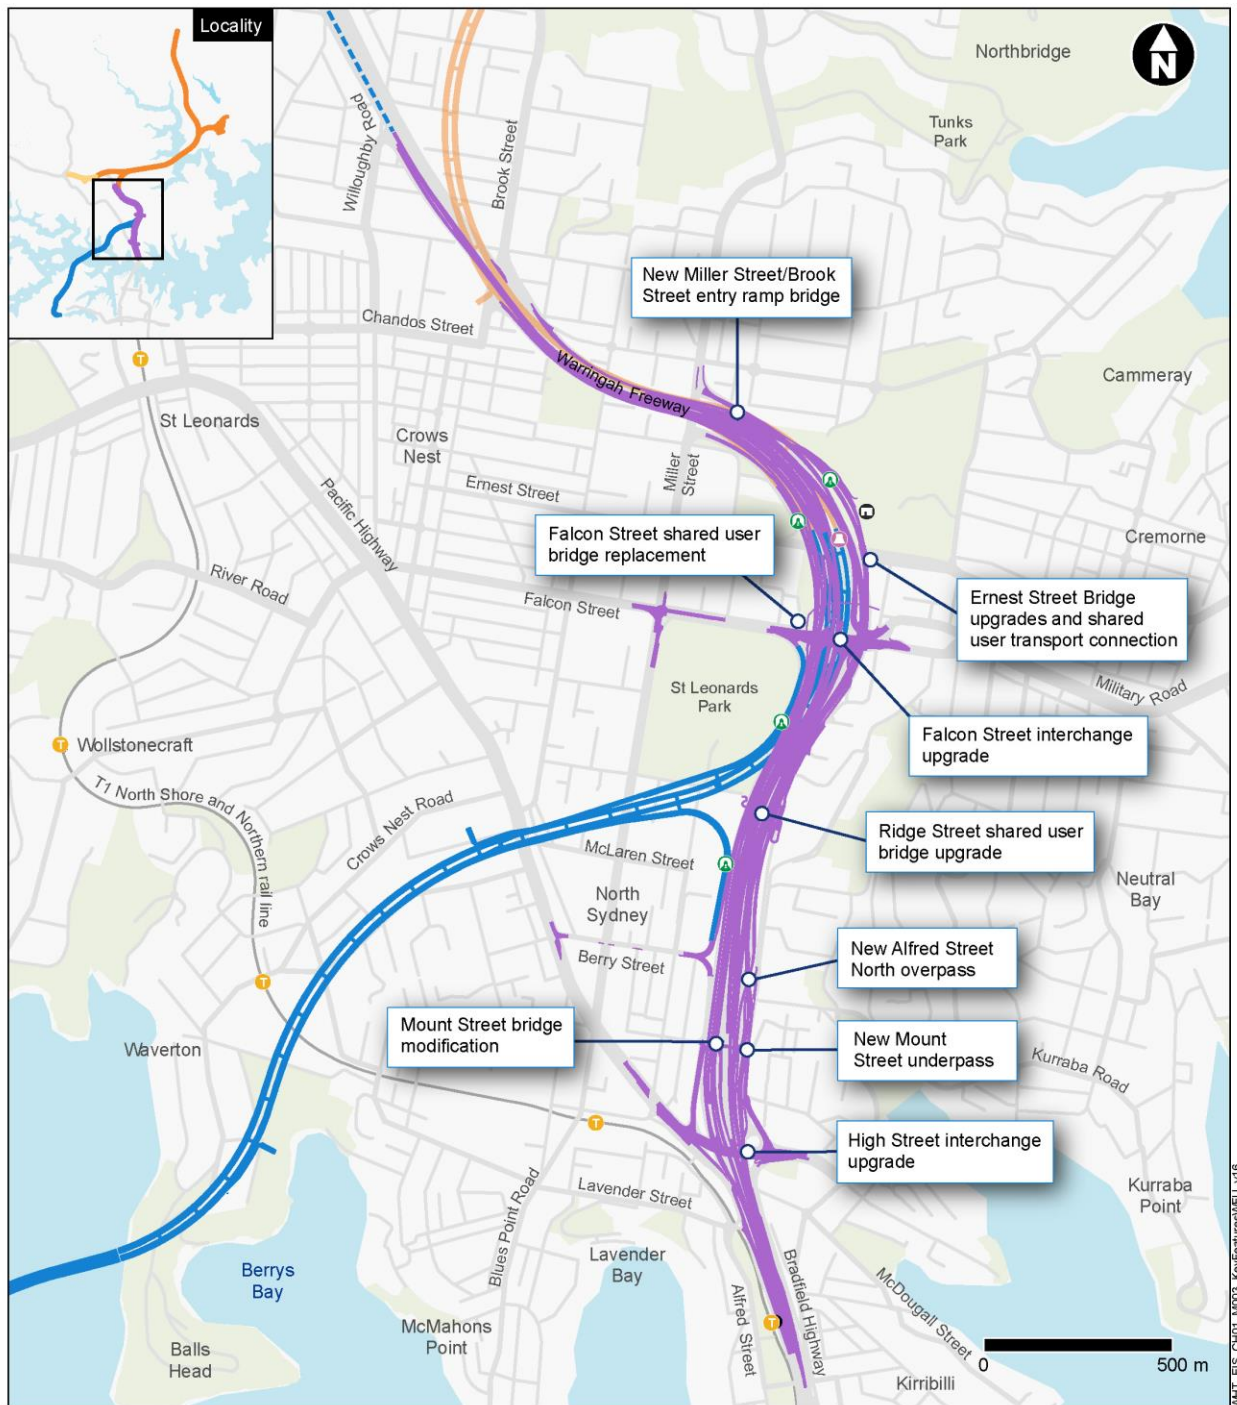 Locality
N
Northbridge
Tunks
Park
Willoughby Road
Brook Street
New Miller Street/Brook
Street entry ramp bridge
Chandos Street
Warringah Freeway
Cammeray
St Leonards
Crows
Nest
Miller
Street
Ernest Street
Pacific Highway
Falcon Street shared user
bridge replacement
Cremorne
River Road
Falcon Street
Ernest Street Bridge
upgrades and shared
user transport connection
St Leonards
Park
Military Road
Falcon Street interchange
upgrade
T Wollstonecraft
T1 North Shore and Northern rail line
Crows Nest Road
McLaren Street
Ridge Street shared user
bridge upgrade
North
Sydney
Neutral
Bay
Berry Street
New Alfred Street
North overpass
T
Mount Street bridge
modification
Waverton
New Mount
Street underpass
Kurraba Road
T
High Street interchange
upgrade
Lavender Street
Kurraba
Point
Blues Point Road
Berrys
Bay
Lavender
Bay
Bradfield Highway
McDougall Street
Alfred Street
T
McMahons
Point
Balls
Head
Kirribilli
0 500 m
T